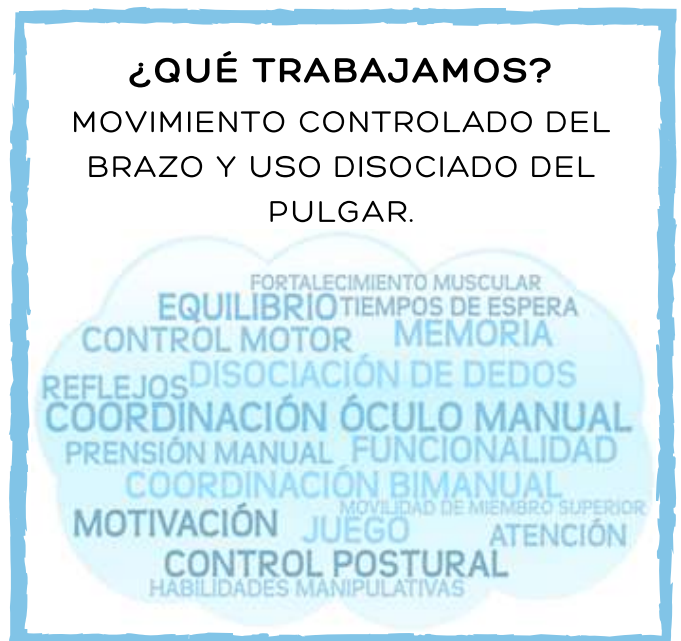 ¿QUÉ TRABAJAMOS?
MOVIMIENTO CONTROLADO DEL
BRAZO Y USO DISOCIADO DEL
PULGAR.
FORTALECIMIENTO MUSCULAR
EQUILIBRIO TIEMPOS DE ESPERA
CONTROL MOTOR MEMORIA
REFLEJOS DISOCIACIÓN DE DEDOS
COORDINACIÓN ÓCULO MANUAL
PRENSIÓN MANUAL FUNCIONALIDAD
COORDINACIÓN BIMANUAL
MOVILIDAD DE MIEMBRO SUPERIOR
MOTIVACIÓN JUEGO ATENCIÓN
CONTROL POSTURAL
HABILIDADES MANIPULATIVAS